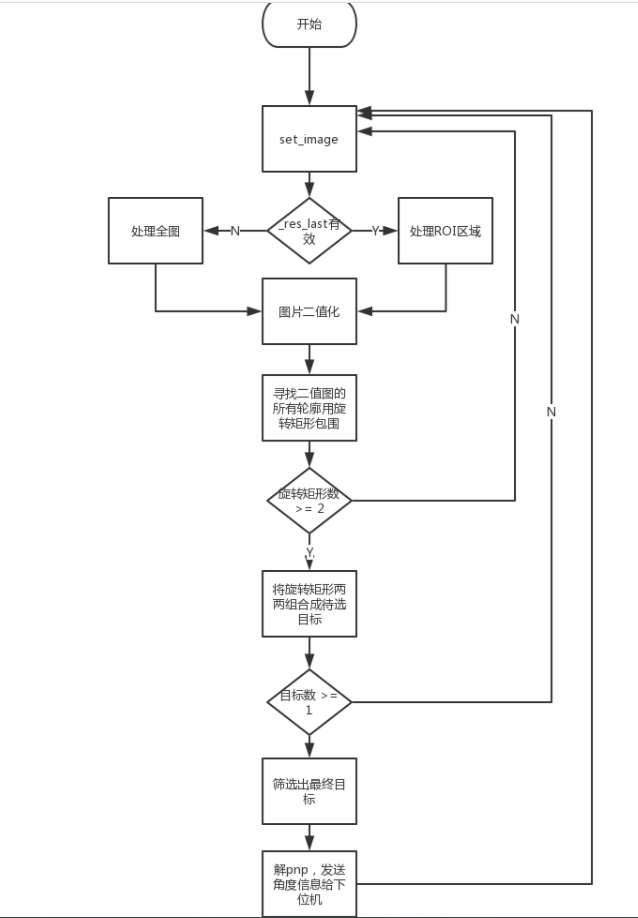 开始
set_image
_res_last有
效
处理全图
N
Y
处理ROI区域
图片二值化
寻找二值图的
所有轮廓用旋
转矩形包围
N
N
旋转矩形数
>= 2
Y
将旋转矩形两
两组合成待选
目标
目标数 >=
1
筛选出最终目
标
解pnp，发送
角度信息给下
位机